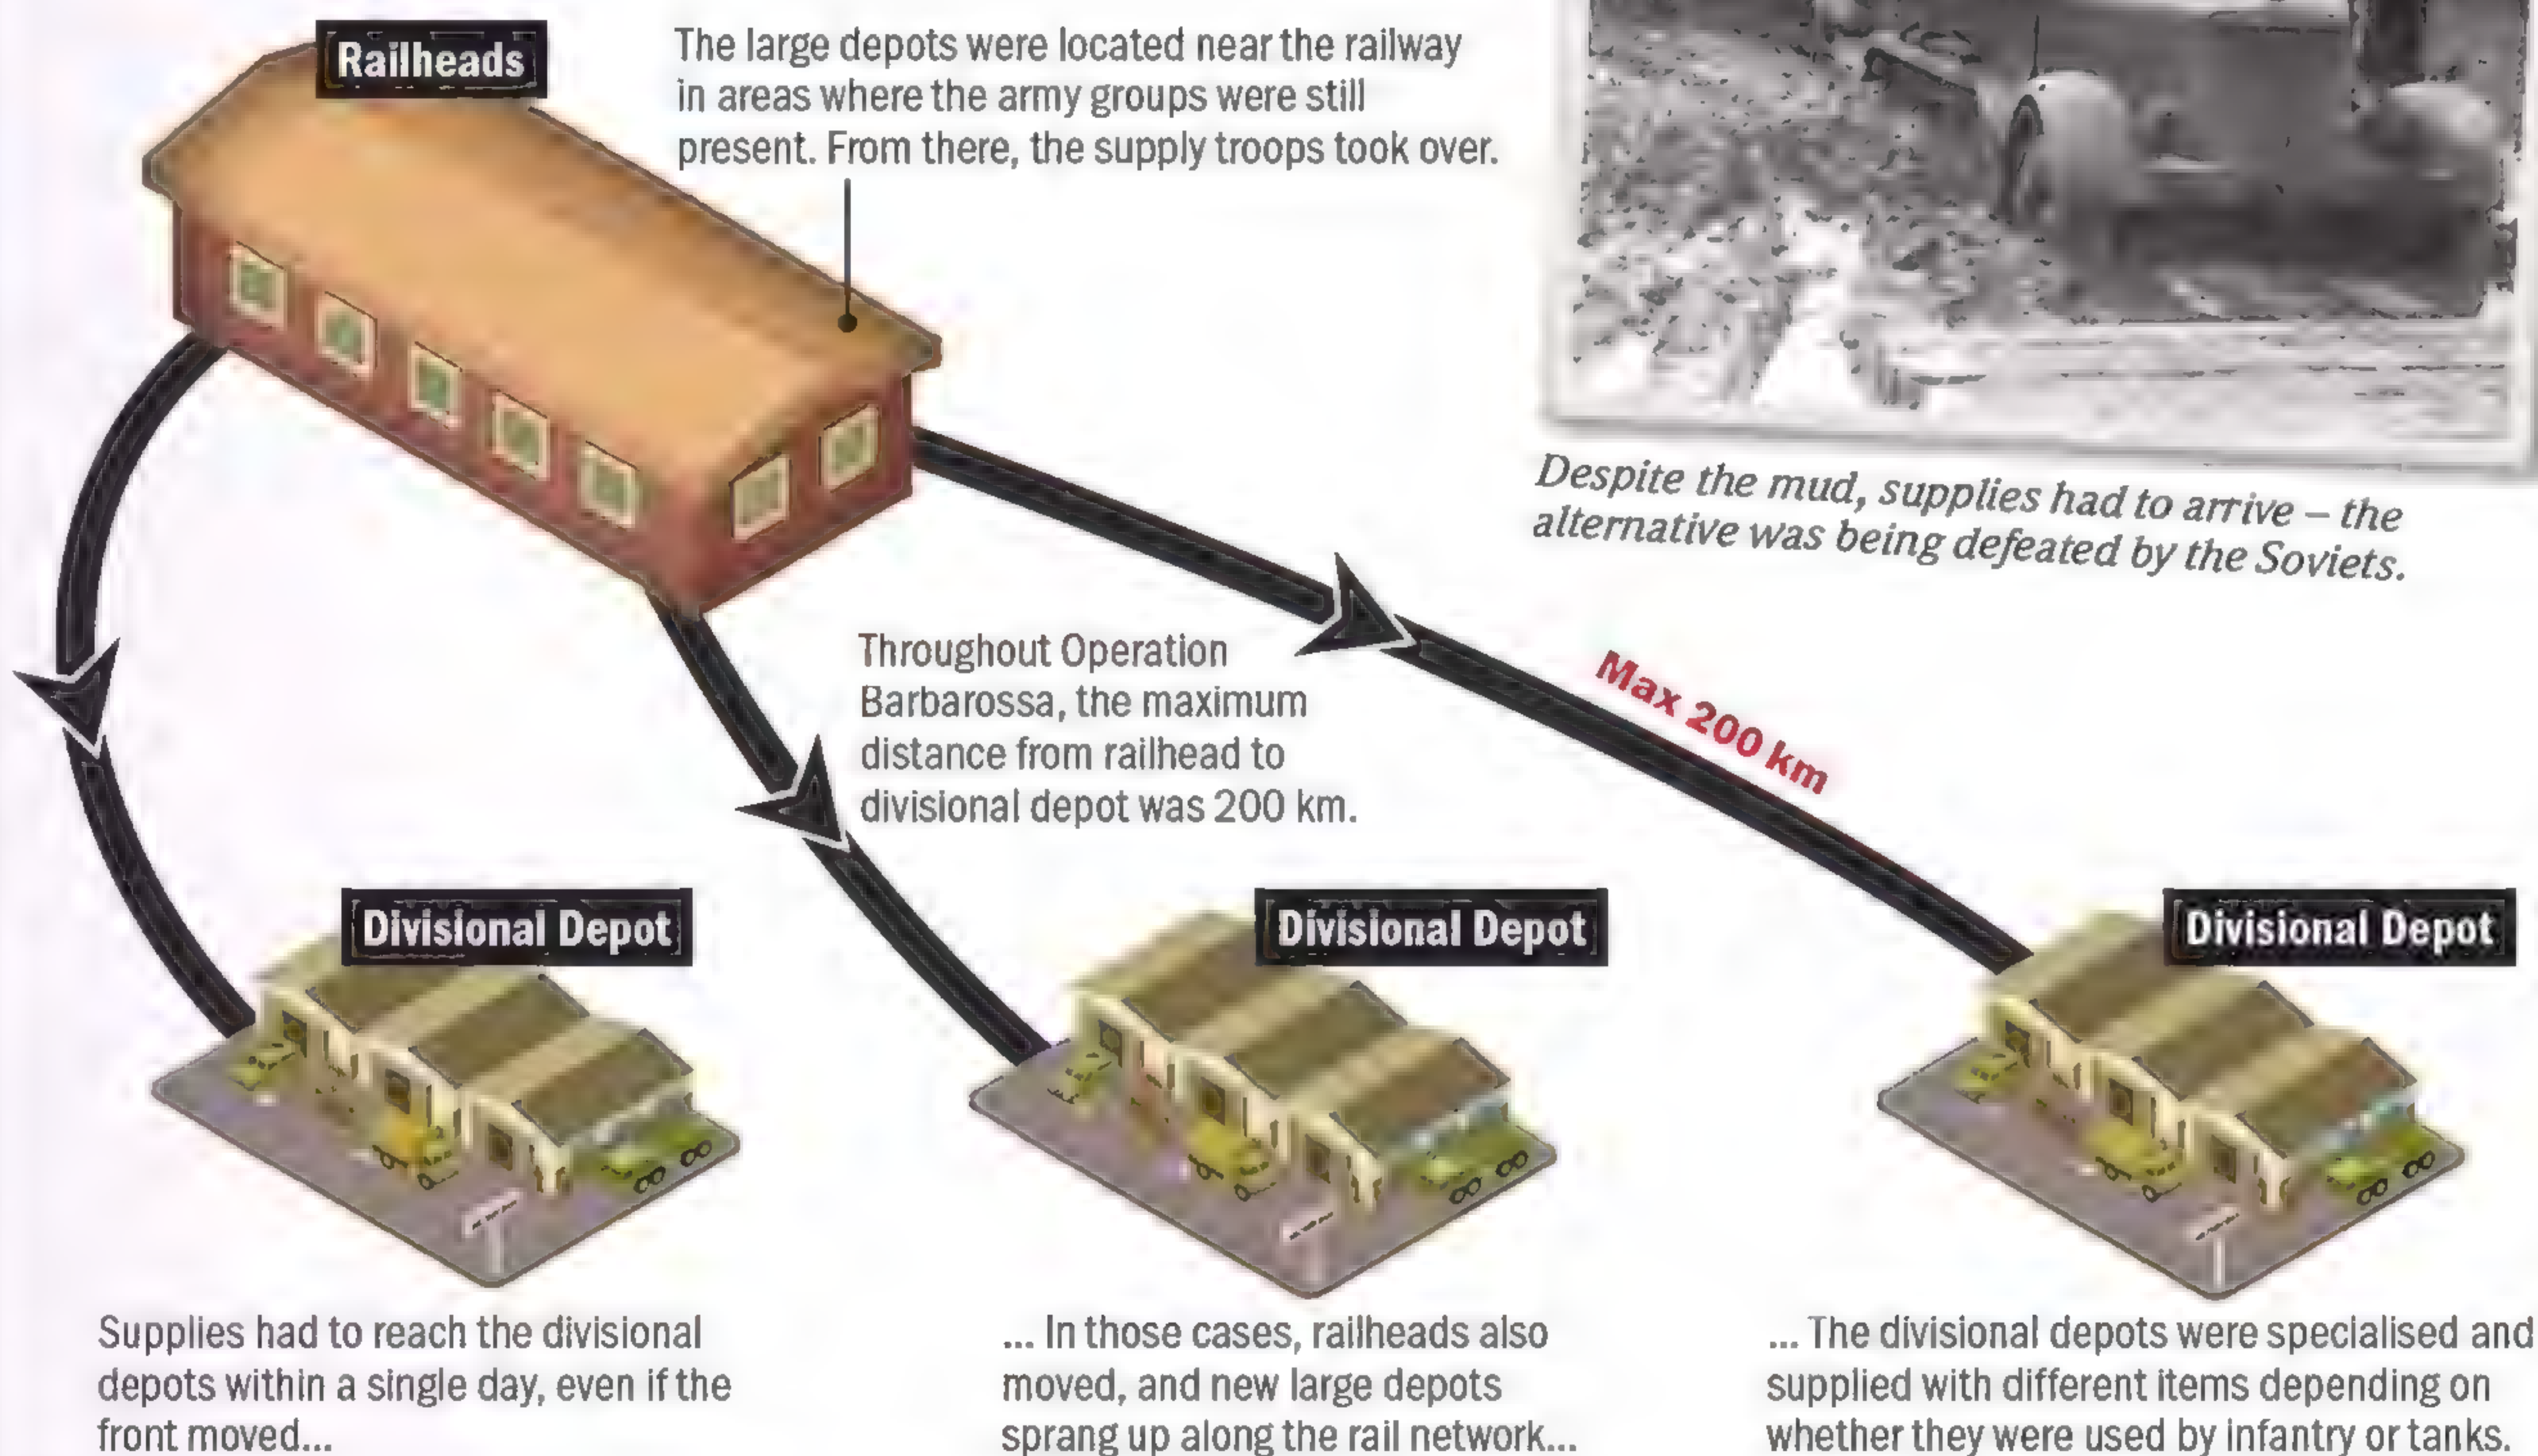 Railheads
The large depots were located near the railway
in areas where the army groups were still
present. From there, the supply troops took over.
Despite the mud, supplies had to arrive – the
alternative was being defeated by the Soviets.
Throughout Operation
Barbarossa, the maximum
distance from railhead to
divisional depot was 200 km.
Max 200 km
Divisional Depot
Divisional Depot
Divisional Depot
Supplies had to reach the divisional
depots within a single day, even if the
front moved...
... In those cases, railheads also
moved, and new large depots
sprang up along the rail network...
... The divisional depots were specialised and
supplied with different items depending on
whether they were used by infantry or tanks.